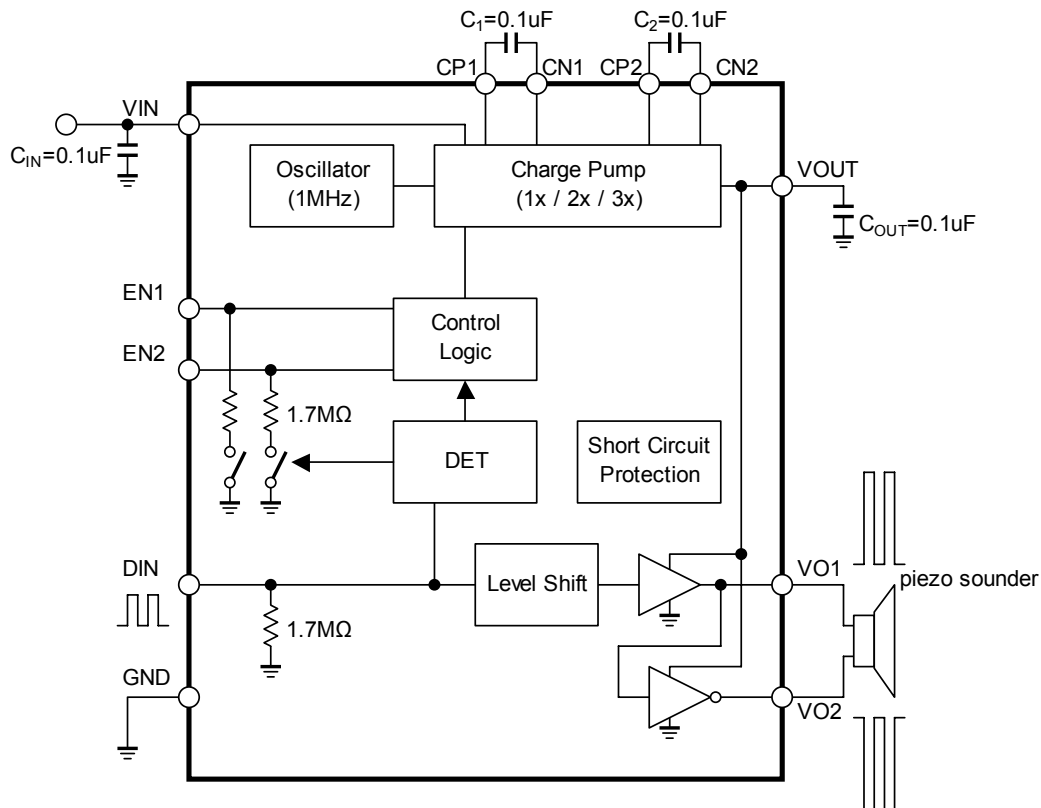 C1=0.1uF
C2=0.1uF
CP1
CN1
CP2
CN2
VIN
CIN=0.1uF
Oscillator
(1MHz)
Charge Pump
(1x / 2x / 3x)
VOUT
COUT=0.1uF
EN1
EN2
Control
Logic
1.7MΩ
DET
Short Circuit
Protection
DIN
Level Shift
VO1
piezo sounder
1.7MΩ
GND
VO2